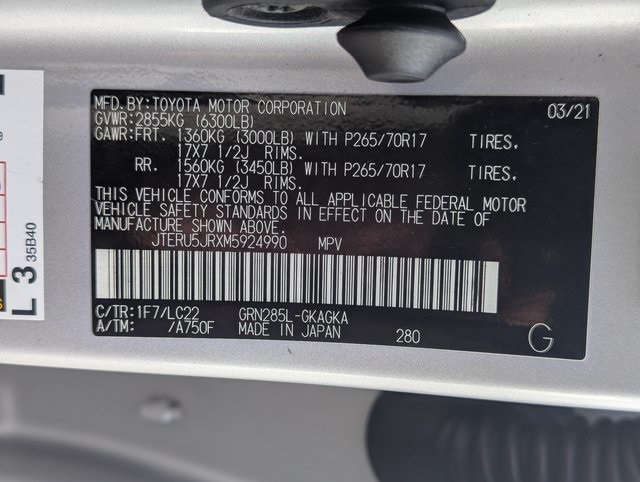 MFD.BY:TOYOTA MOTOR CORPORATION 03/21
GVWR:2855KG (6300LB)
GAWR:FRT. 1360KG (3000LB) WITH P265/70R17 TIRES.
17X7 1/2J RIMS.
RR. 1560KG (3450LB) WITH P265/70R17 TIRES.
17X7 1/2J RIMS.
THIS VEHICLE CONFORMS TO ALL APPLICABLE FEDERAL MOTOR
VEHICLE SAFETY STANDARDS IN EFFECT ON THE DATE OF
MANUFACTURE SHOWN ABOVE.
JTERU5JRXM5924990 MPV
C/TR:1F7/LC22 GRN285L-GKAGKA
A/TM: /A750F MADE IN JAPAN 280 G
L 3 35B40